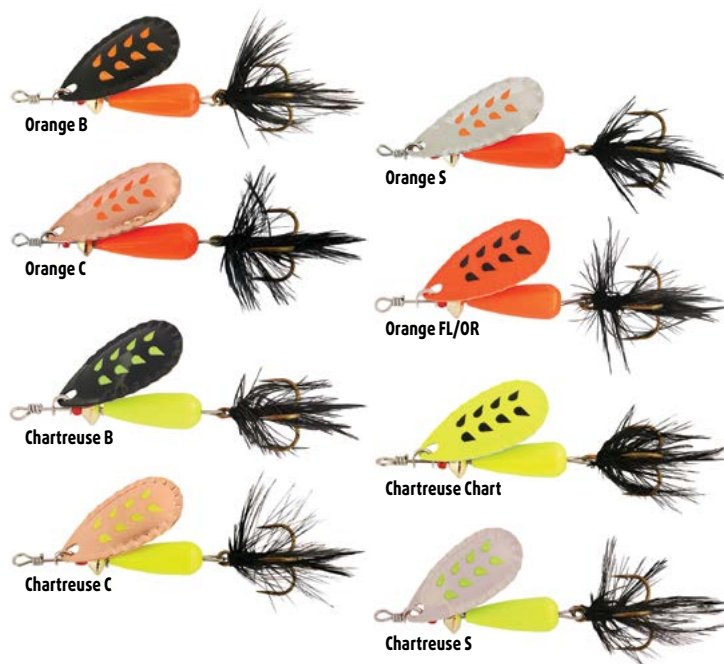 Orange B
Orange S
Orange C
Orange FL/OR
Chartreuse B
Chartreuse Chart
Chartreuse C
Chartreuse S